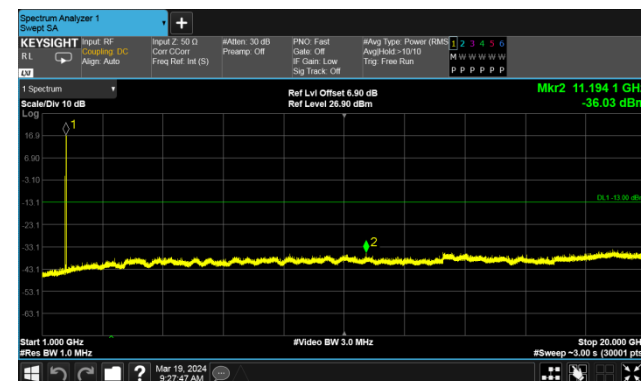 Spectrum Analyzer 1
Swept SA
+
KEYSIGHT Input: RF Input Z: 50 Ω #Atten: 30 dB PNO: Fast #Avg Type: Power (RMS 1 2 3 4 5 6
RL Coupling: DC Corr CCorr Preamp: Off Gate: Off Avg|Hold:>10/10 M W W W W W
Align: Auto Freq Ref: Int (S) IF Gain: Low Trig: Free Run
Sig Track: Off P P P P P P
LXI
1 Spectrum Ref Lvl Offset 6.90 dB Mkr2 11.194 1 GH
Scale/Div 10 dB Ref Level 26.90 dBm -36.03 dBm
Log
1
16.9
6.90
-3.10
-13.1 DL1 -13.00 dB
-23.1
-33.1 2
-43.1
-53.1
-63.1
Start 1.000 GHz #Video BW 3.0 MHz Stop 20.000 GH
#Res BW 1.0 MHz #Sweep ~3.00 s (30001 pts
? Mar 19, 2024
9:27:47 AM